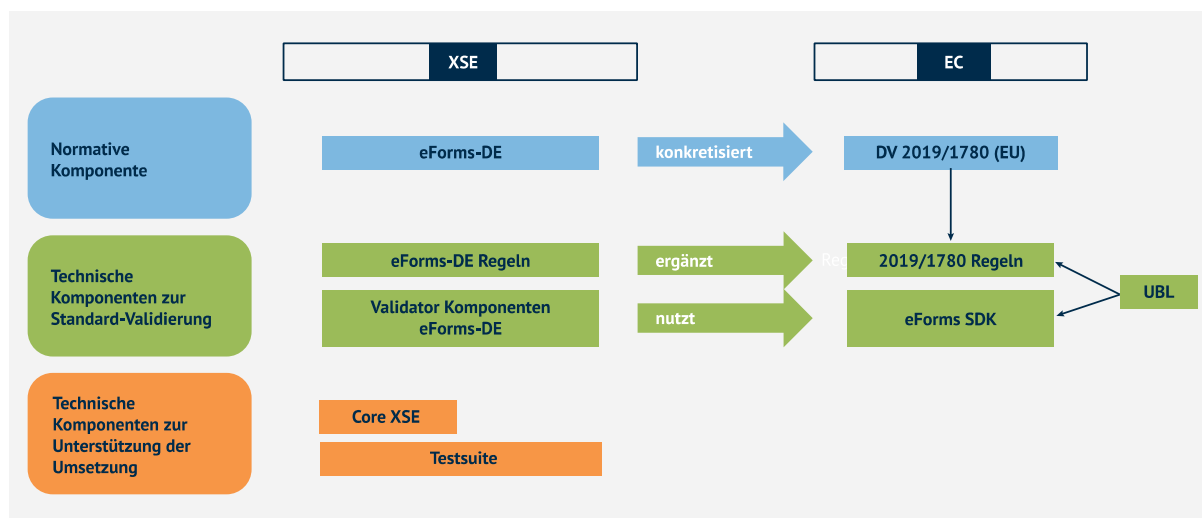 XSE
EC
Normative
Komponente
eForms-DE
konkretisiert
DV 2019/1780 (EU)
Technische
Komponenten zur
Standard-Validierung
eForms-DE Regeln
ergänzt
Reg
2019/1780 Regeln
Validator Komponenten
eForms-DE
nutzt
eForms SDK
UBL
Technische
Komponenten zur
Unterstützung der
Umsetzung
Core XSE
Testsuite